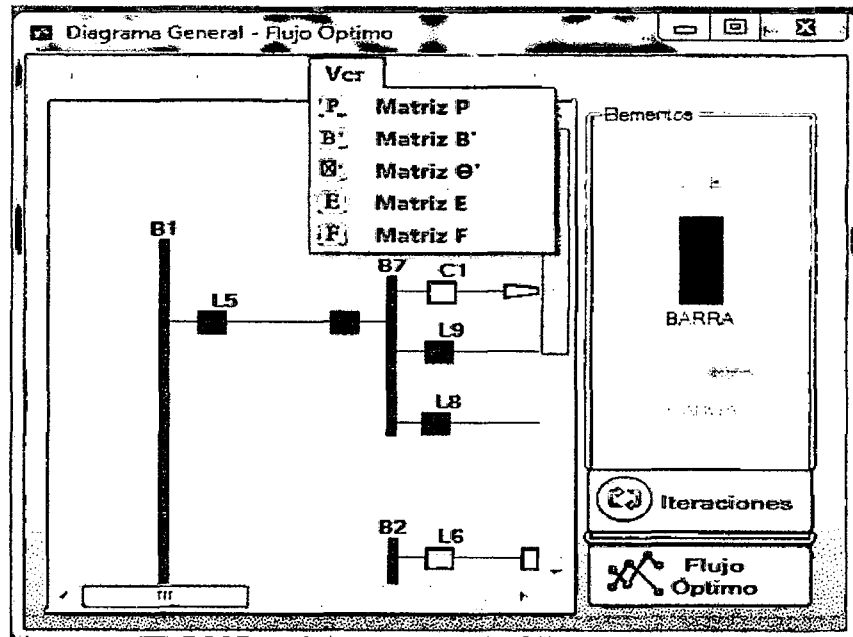 Diagrama General - Flujo Óptimo
Ver
P Matriz P
B' Matriz B'
Matriz Θ'
E Matriz E
F Matriz F
Elementos
B1
B7
C1
L5
L9
L8
B2
L6
BARRA
Iteraciones
Flujo
Óptimo